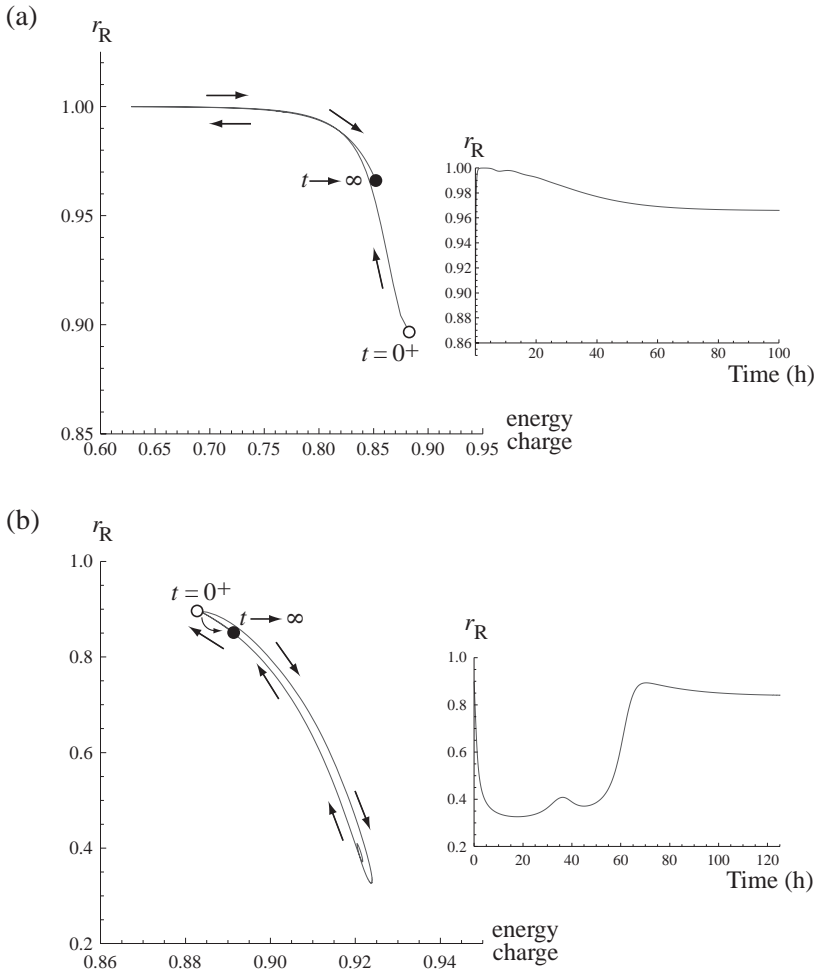 (a)
r_R
1.00
0.95
0.90
0.85
0.60 0.65 0.70 0.75 0.80 0.85 0.90 0.95
energy
charge
t → ∞
t = 0⁺
r_R
1.00
0.98
0.96
0.94
0.92
0.90
0.88
0.86
20 40 60 80 100
Time (h)
(b)
r_R
1.0
0.8
0.6
0.4
0.2
0.86 0.88 0.90 0.92 0.94
energy
charge
t = 0⁺
t → ∞
r_R
1.0
0.8
0.6
0.4
0.2
0 20 40 60 80 100 120
Time (h)